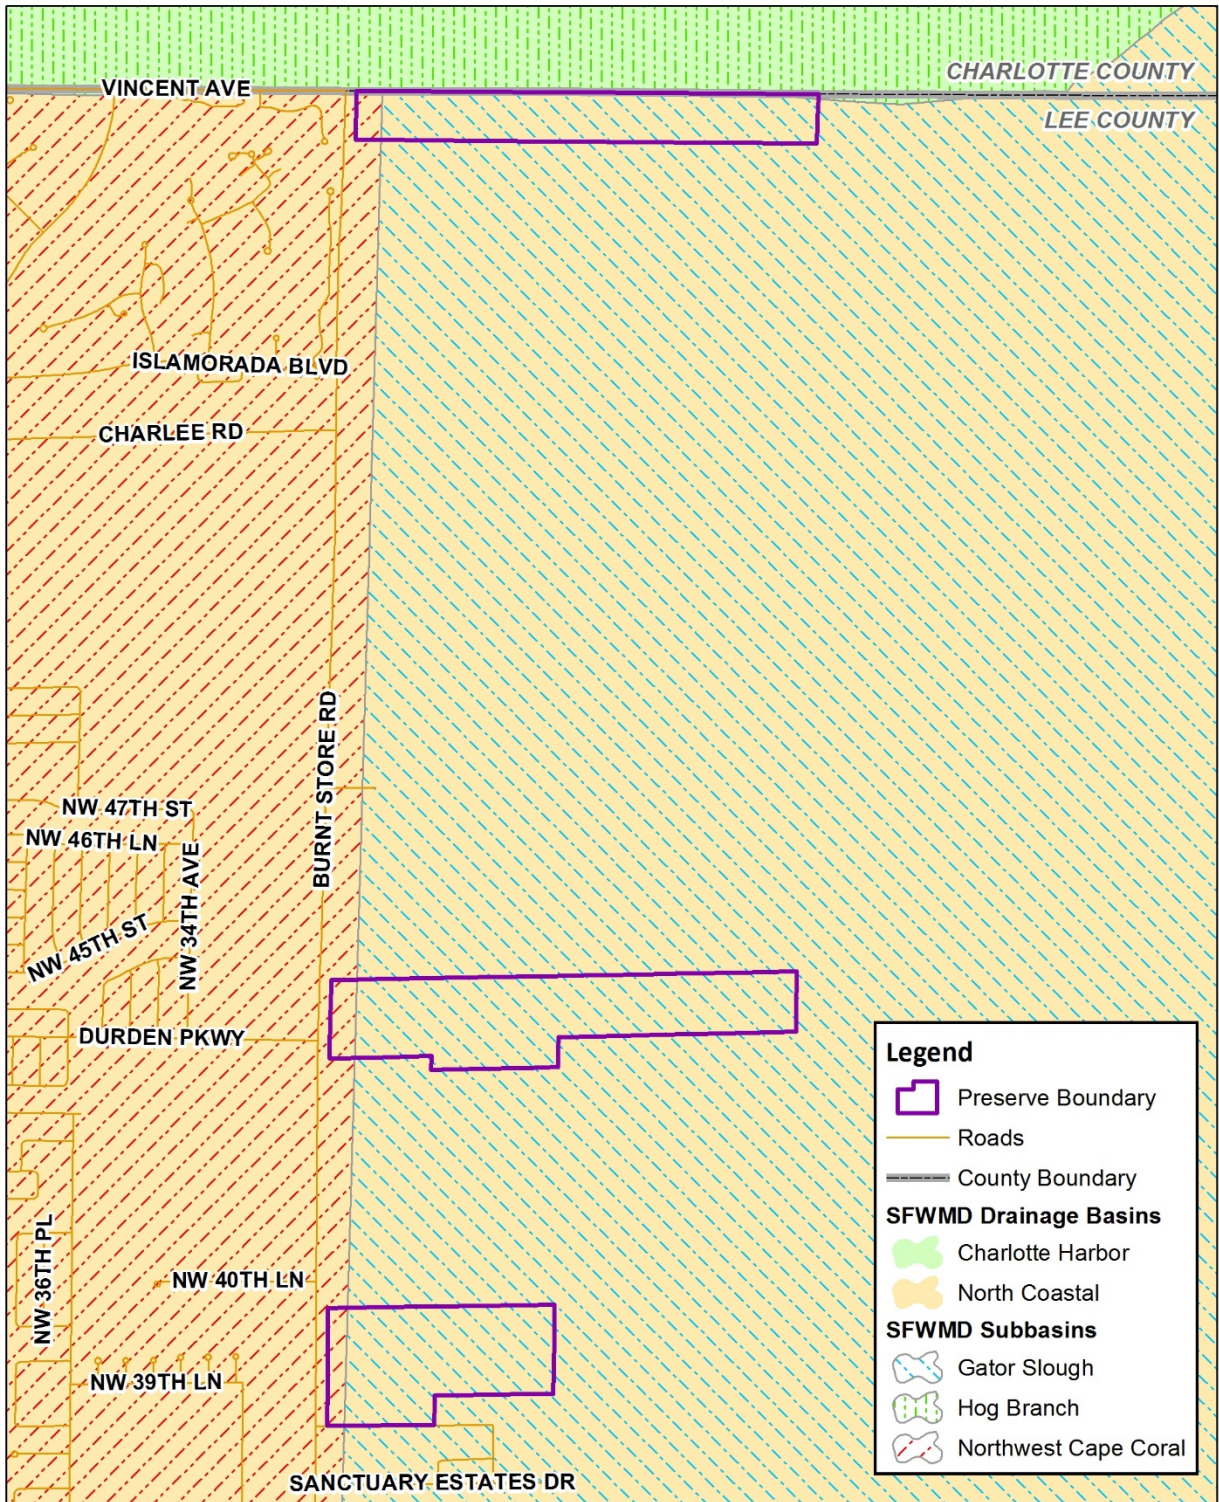 CHARLOTTE COUNTY
VINCENT AVE
LEE COUNTY
ISLAMORADA BLVD
CHARLEE RD
BURNT STORE RD
NW 47TH ST
NW 46TH LN
NW 34TH AVE
NW 45TH ST
DURDEN PKWY
NW 36TH PL
NW 40TH LN
NW 39TH LN
SANCTUARY ESTATES DR
Legend
Preserve Boundary
Roads
County Boundary
SFWMD Drainage Basins
Charlotte Harbor
North Coastal
SFWMD Subbasins
Gator Slough
Hog Branch
Northwest Cape Coral